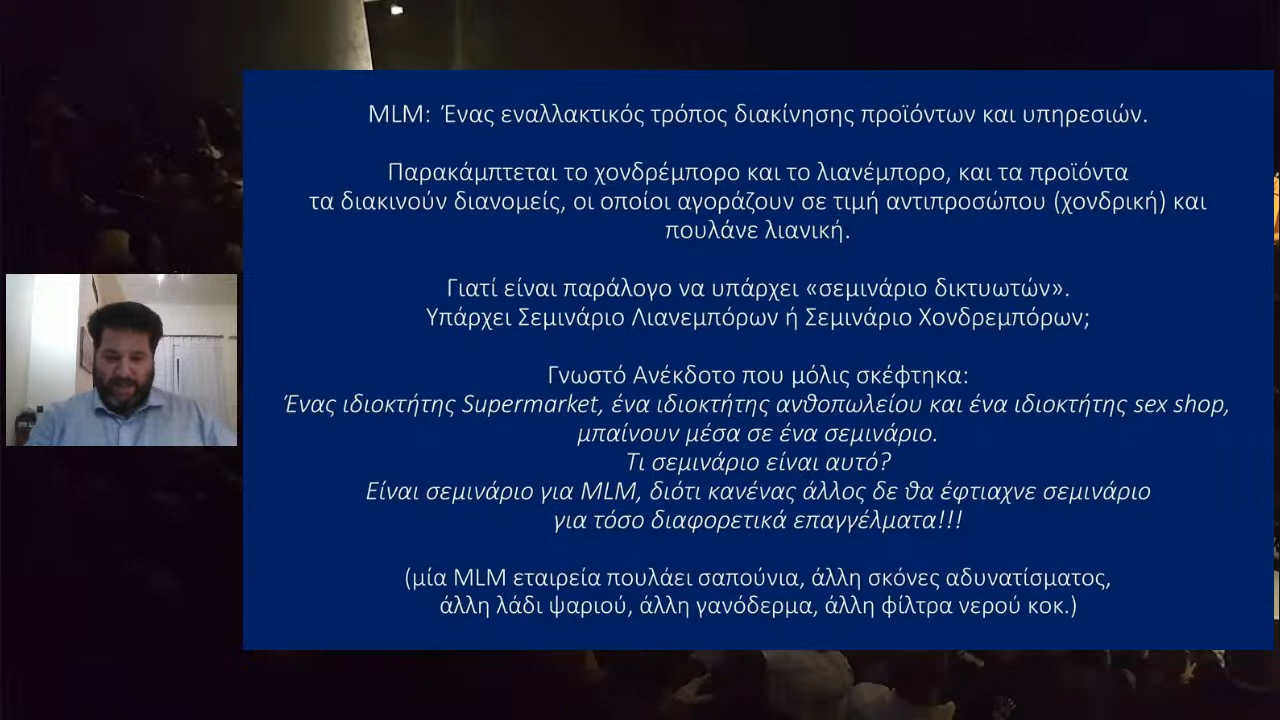 MLM: Ένας εναλλακτικός τρόπος διακίνησης προϊόντων και υπηρεσιών.
Παρακάμπτεται το χονδρέμπορο και το λιανέμπορο, και τα προϊόντα
τα διακινούν διανομείς, οι οποίοι αγοράζουν σε τιμή αντιπροσώπου (χονδρική) και
πουλάνε λιανική.
Γιατί είναι παράλογο να υπάρχει «σεμινάριο δικτυωτών».
Υπάρχει Σεμινάριο Λιανεμπόρων ή Σεμινάριο Χονδρεμπόρων;
Γνωστό Ανέκδοτο που μόλις σκέφτηκα:
Ένας ιδιοκτήτης Supermarket, ένα ιδιοκτήτης ανθοπωλείου και ένα ιδιοκτήτης sex shop,
μπαίνουν μέσα σε ένα σεμινάριο.
Τι σεμινάριο είναι αυτό?
Είναι σεμινάριο για MLM, διότι κανένας άλλος δε θα έφτιαχνε σεμινάριο
για τόσο διαφορετικά επαγγέλματα!!!
(μία MLM εταιρεία πουλάει σαπούνια, άλλη σκόνες αδυνατίσματος,
άλλη λάδι ψαριού, άλλη γανόδερμα, άλλη φίλτρα νερού κοκ.)